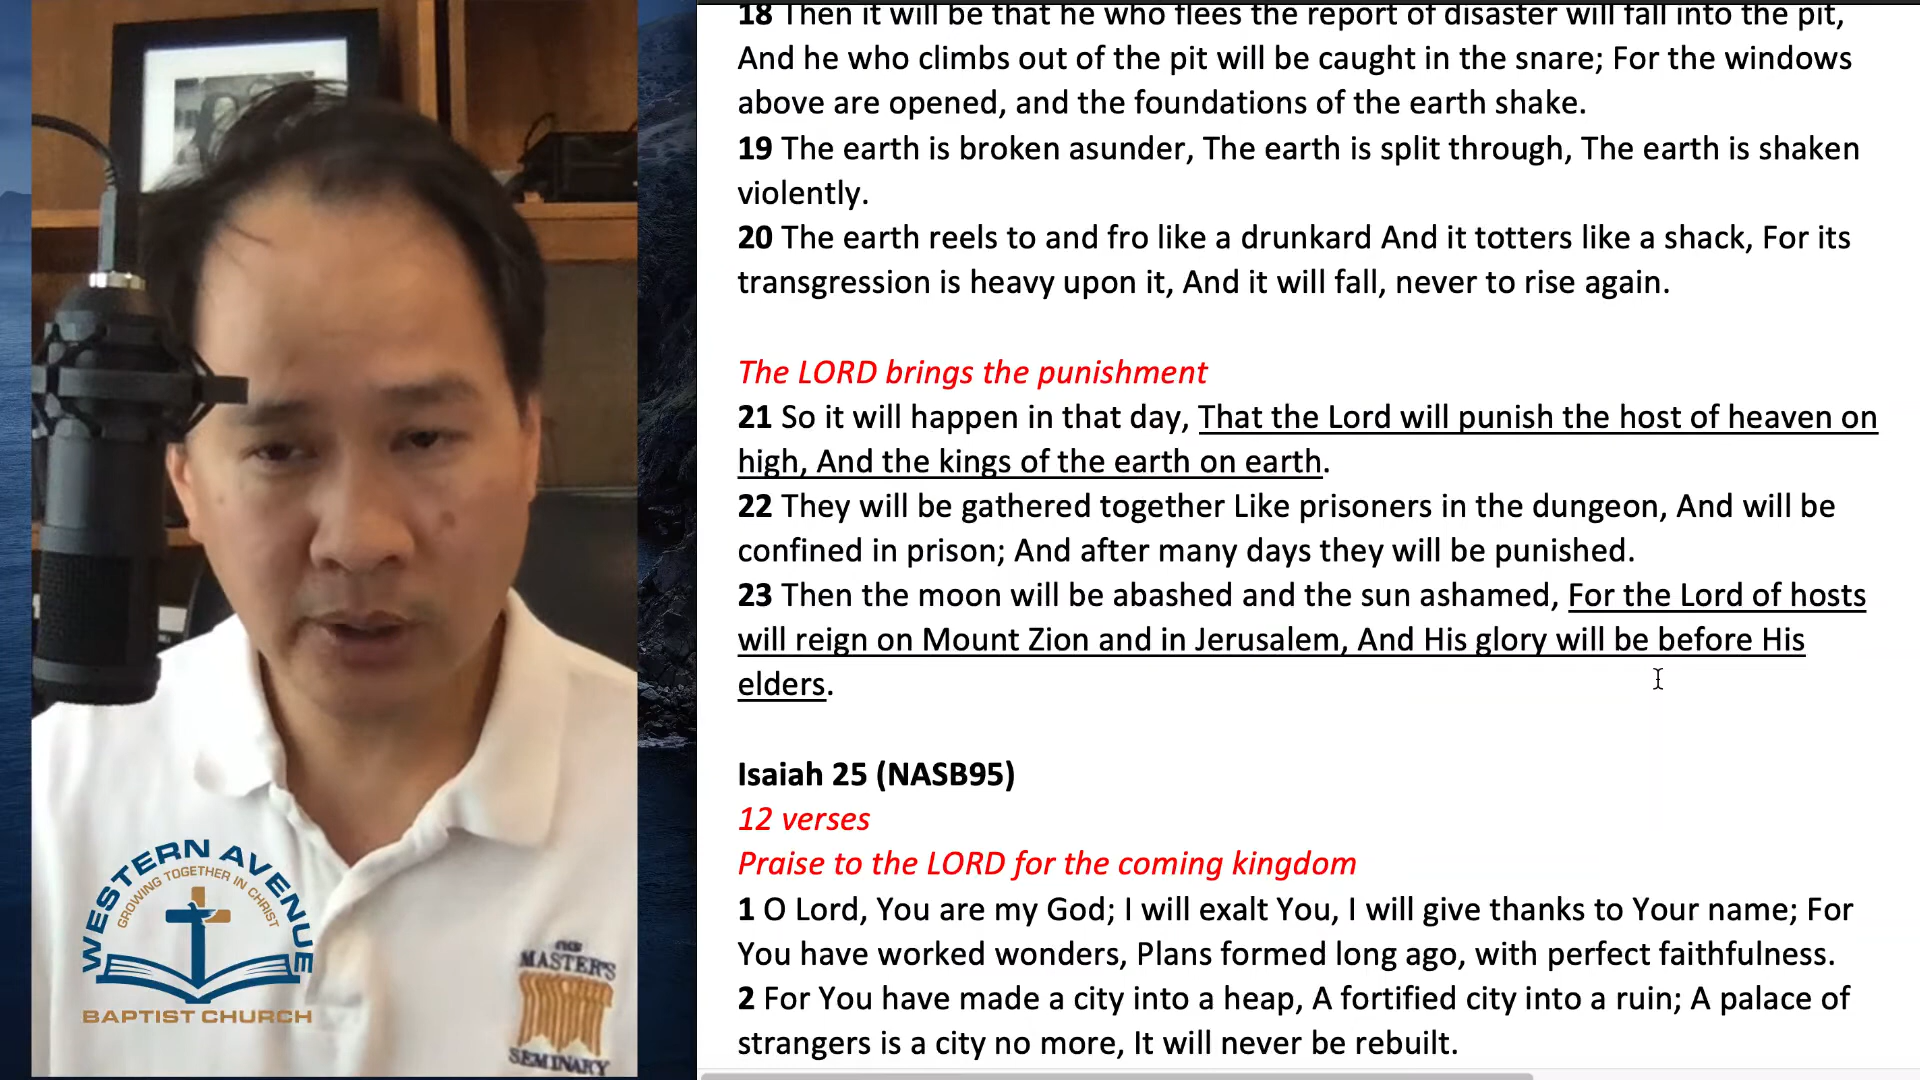 18 Then it will be that he who flees the report of disaster will fall into the pit,
And he who climbs out of the pit will be caught in the snare; For the windows
above are opened, and the foundations of the earth shake.
19 The earth is broken asunder, The earth is split through, The earth is shaken
violently.
20 The earth reels to and fro like a drunkard And it totters like a shack, For its
transgression is heavy upon it, And it will fall, never to rise again.
The LORD brings the punishment
21 So it will happen in that day, That the Lord will punish the host of heaven on
high, And the kings of the earth on earth.
22 They will be gathered together Like prisoners in the dungeon, And will be
confined in prison; And after many days they will be punished.
23 Then the moon will be abashed and the sun ashamed, For the Lord of hosts
will reign on Mount Zion and in Jerusalem, And His glory will be before His
elders.
Isaiah 25 (NASB95)
12 verses
Praise to the LORD for the coming kingdom
1 O Lord, You are my God; I will exalt You, I will give thanks to Your name; For
You have worked wonders, Plans formed long ago, with perfect faithfulness.
2 For You have made a city into a heap, A fortified city into a ruin; A palace of
strangers is a city no more, It will never be rebuilt.
WESTERN AVENUE
GROWING TOGETHER IN CHRIST
BAPTIST CHURCH
THE
MASTER'S
SEMINARY